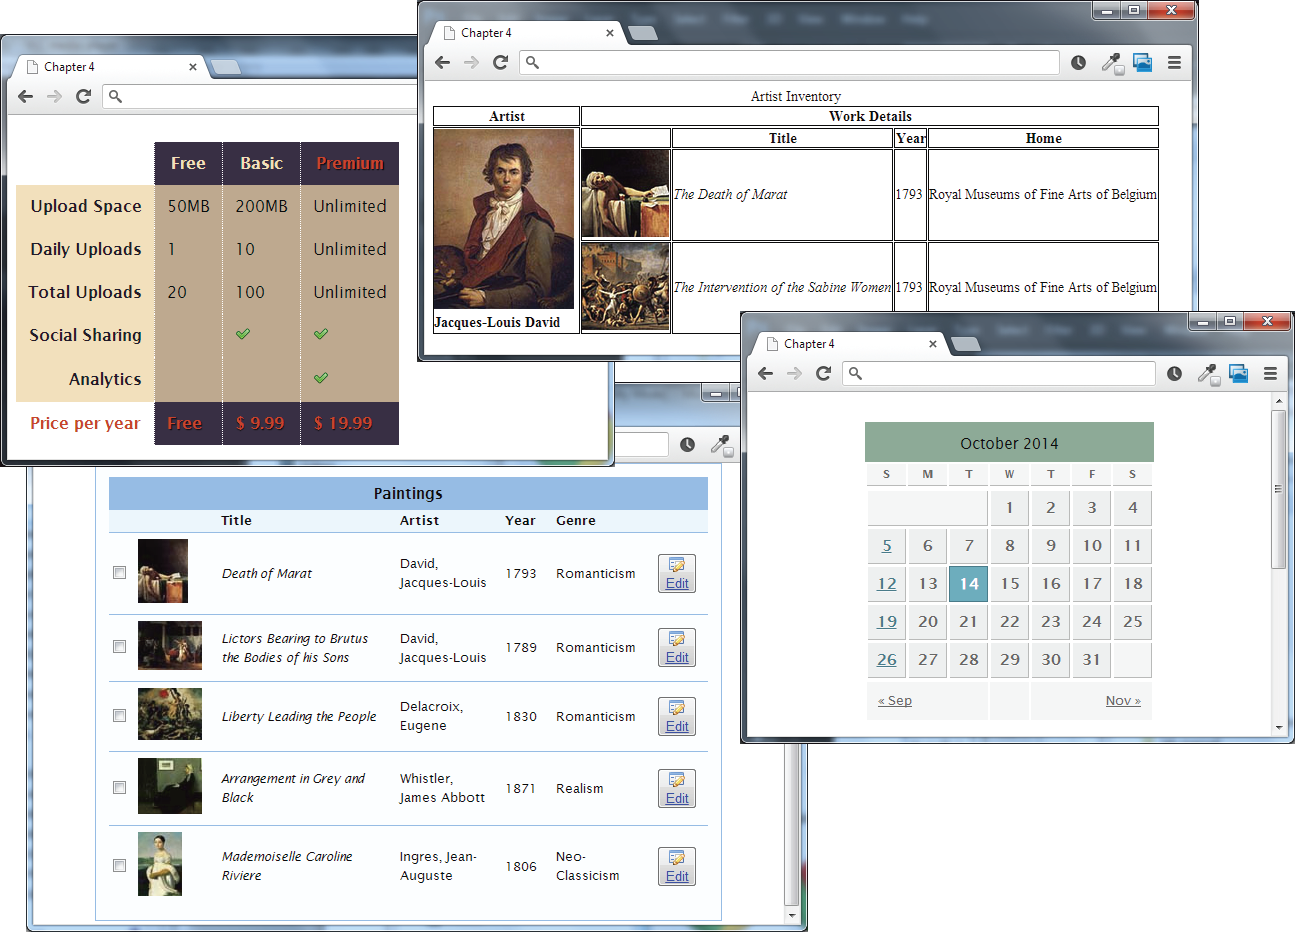 Chapter 4
Free Basic Premium
Upload Space 50MB 200MB Unlimited
Daily Uploads 1 10 Unlimited
Total Uploads 20 100 Unlimited
Social Sharing
Analytics
Price per year Free $ 9.99 $ 19.99
Chapter 4
Artist Inventory
Artist Work Details
Title Year Home
The Death of Marat 1793 Royal Museums of Fine Arts of Belgium
The Intervention of the Sabine Women 1793 Royal Museums of Fine Arts of Belgium
Jacques-Louis David
Chapter 4
October 2014
S M T W T F S
1 2 3 4
5 6 7 8 9 10 11
12 13 14 15 16 17 18
19 20 21 22 23 24 25
26 27 28 29 30 31
« Sep Nov »
Paintings
Title Artist Year Genre
Death of Marat David, Jacques-Louis 1793 Romanticism Edit
Lictors Bearing to Brutus the Bodies of his Sons David, Jacques-Louis 1789 Romanticism Edit
Liberty Leading the People Delacroix, Eugene 1830 Romanticism Edit
Arrangement in Grey and Black Whistler, James Abbott 1871 Realism Edit
Mademoiselle Caroline Riviere Ingres, Jean-Auguste 1806 Neo-Classicism Edit